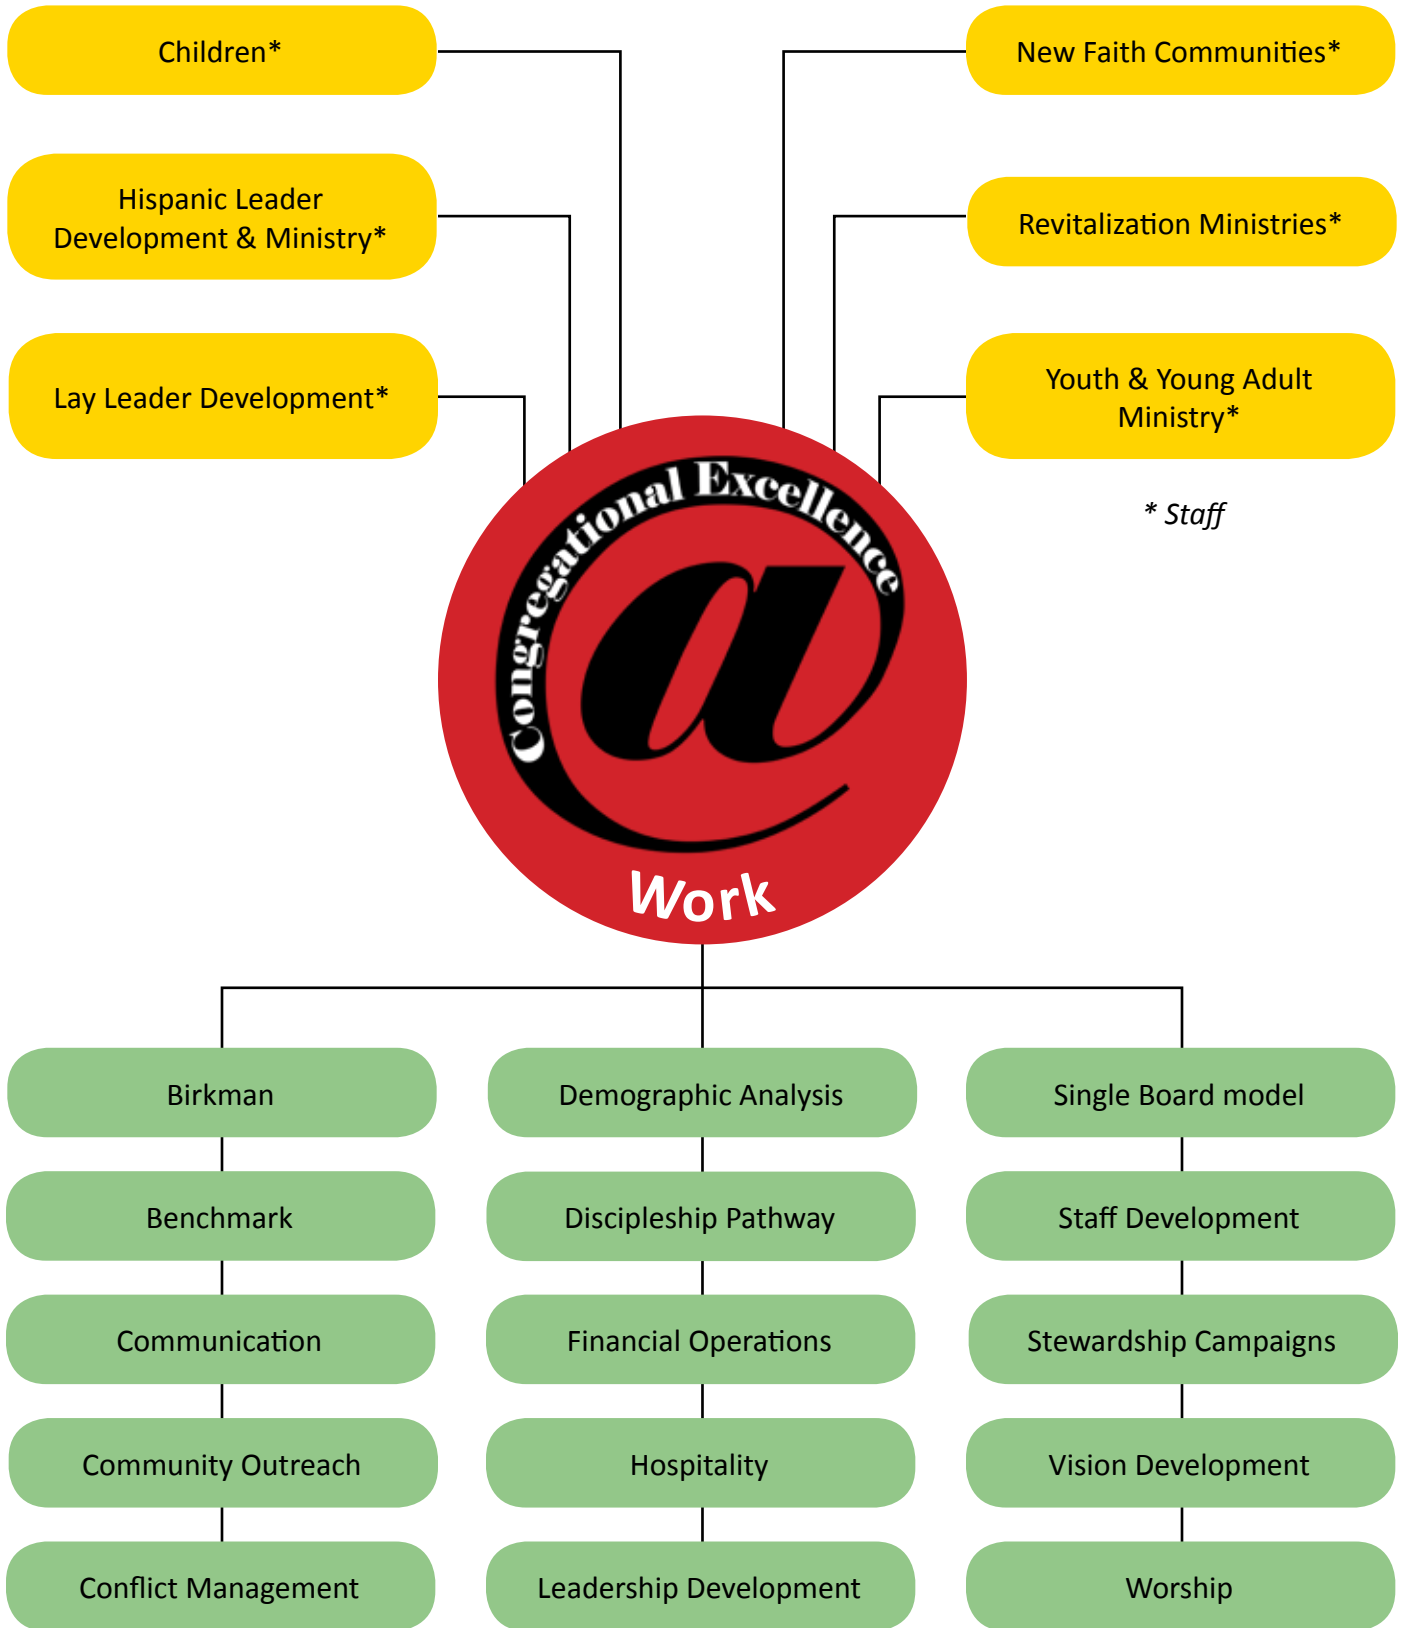 Children*
New Faith Communities*
Hispanic Leader
Development & Ministry*
Revitalization Ministries*
Lay Leader Development*
Youth & Young Adult
Ministry*
* Staff
Congregational Excellence
@
Work
Birkman
Demographic Analysis
Single Board model
Benchmark
Discipleship Pathway
Staff Development
Communication
Financial Operations
Stewardship Campaigns
Community Outreach
Hospitality
Vision Development
Conflict Management
Leadership Development
Worship